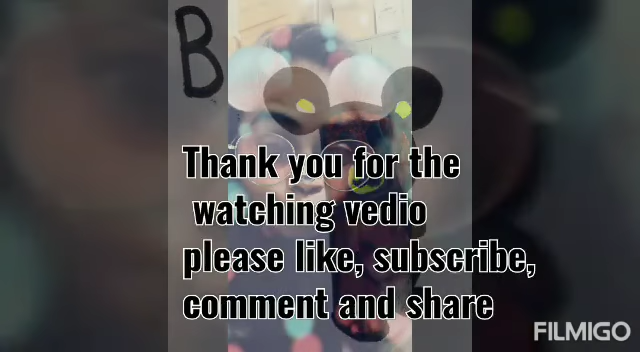 B
Thank you for the
watching vedio
please like, subscribe,
comment and share
FILMIGO